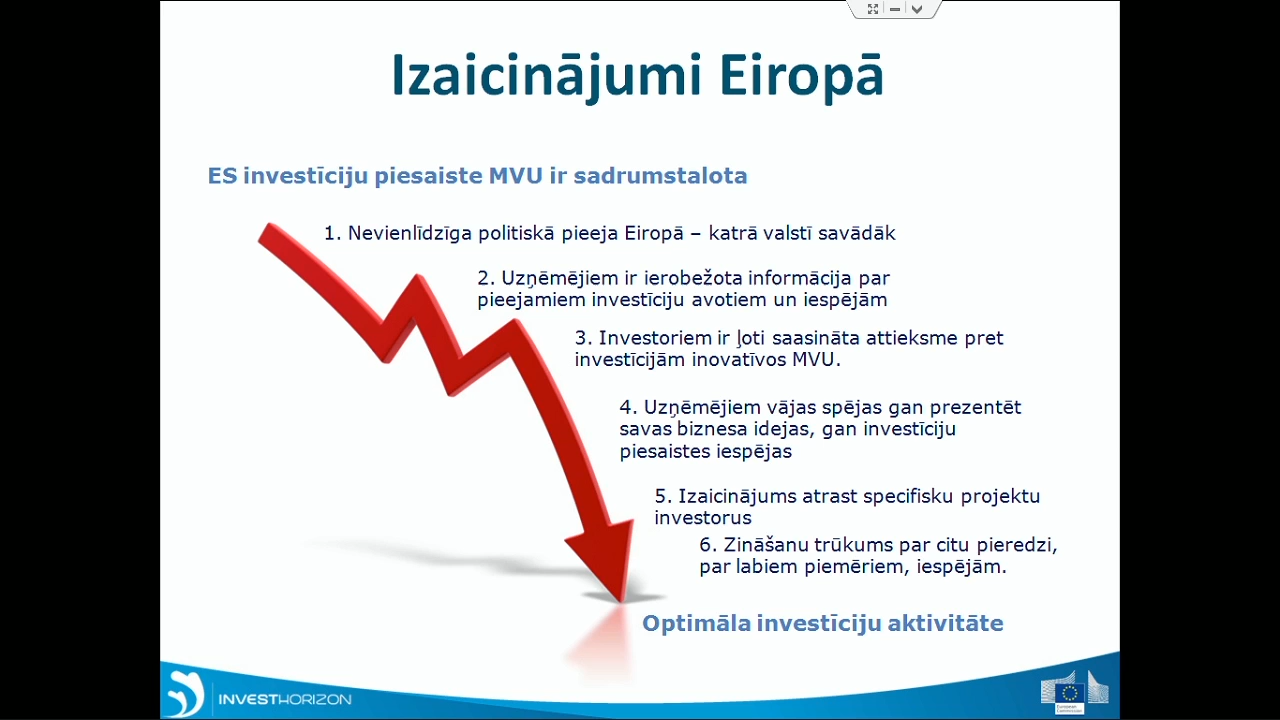 Izaicinājumi Eiropā
ES investīciju piesaiste MVU ir sadrumstalota
1. Nevienlīdzīga politiskā pieeja Eiropā – katrā valstī savādāk
2. Uzņēmējiem ir ierobežota informācija par
pieejamiem investīciju avotiem un iespējām
3. Investoriem ir ļoti saasināta attieksme pret
investīcijām inovatīvos MVU.
4. Uzņēmējiem vājas spējas gan prezentēt
savas biznesa idejas, gan investīciju
piesaistes iespējas
5. Izaicinājums atrast specifisku projektu
investorus
6. Zināšanu trūkums par citu pieredzi,
par labiem piemēriem, iespējām.
Optimāla investīciju aktivitāte
INVESTHORIZON
European
Commission